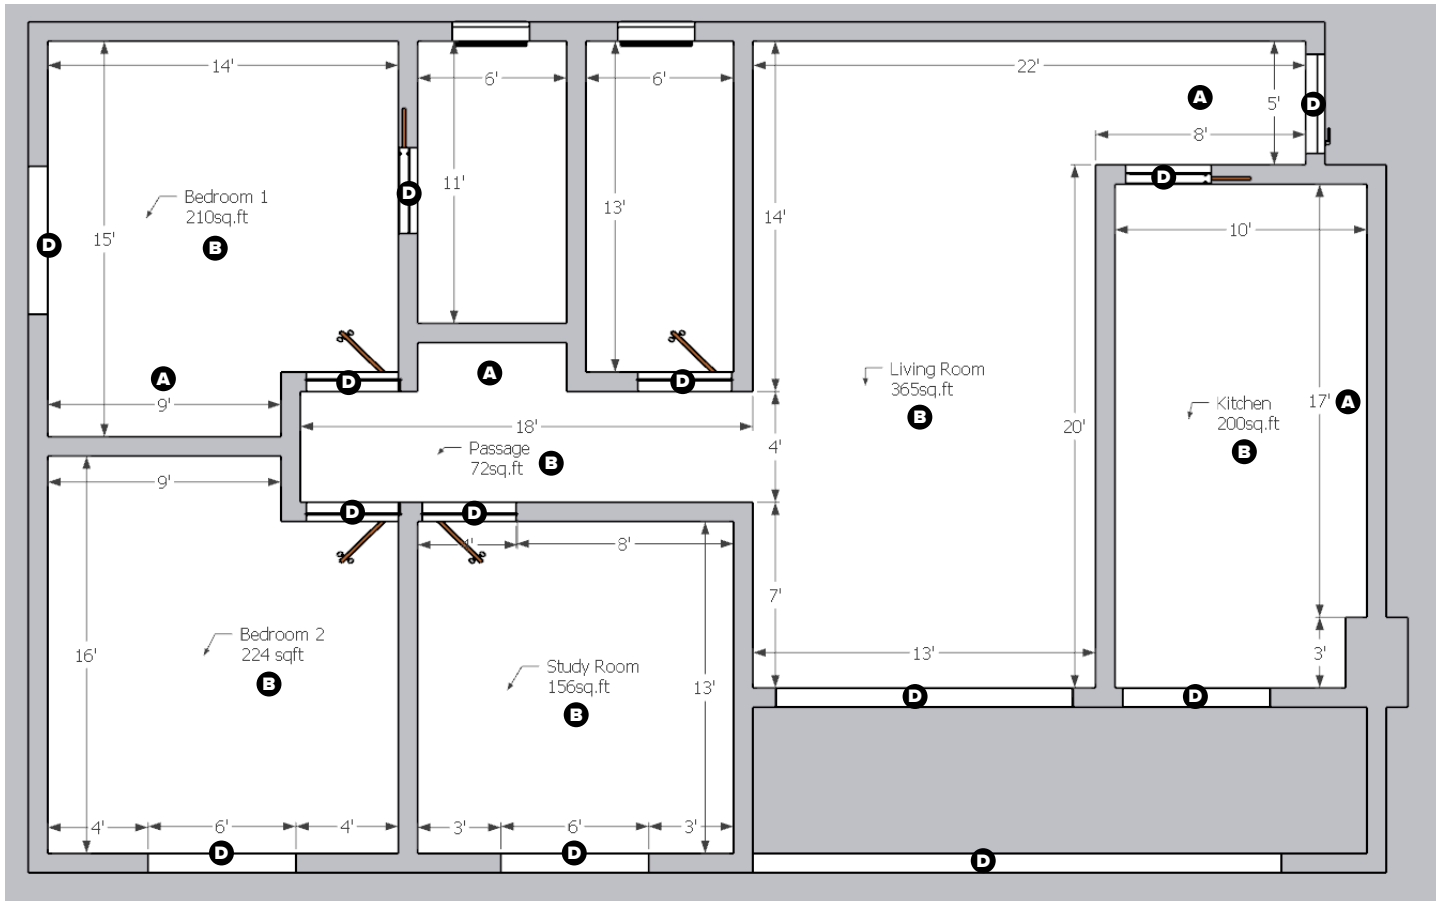 14'
6'
6'
22'
5'
A
D
8'
D
11'
Bedroom 1
210sq.ft
B
D
15'
D
13'
14'
10'
A
9'
D
A
D
Living Room
365sq.ft
B
17'
A
Kitchen
200sq.ft
B
18'
4'
20'
Passage
72sq.ft
B
9'
D
D
8'
7'
Bedroom 2
224 sqft
B
16'
Study Room
156sq.ft
B
13'
13'
3'
D
D
4'
6'
4'
3'
6'
3'
D
D
D